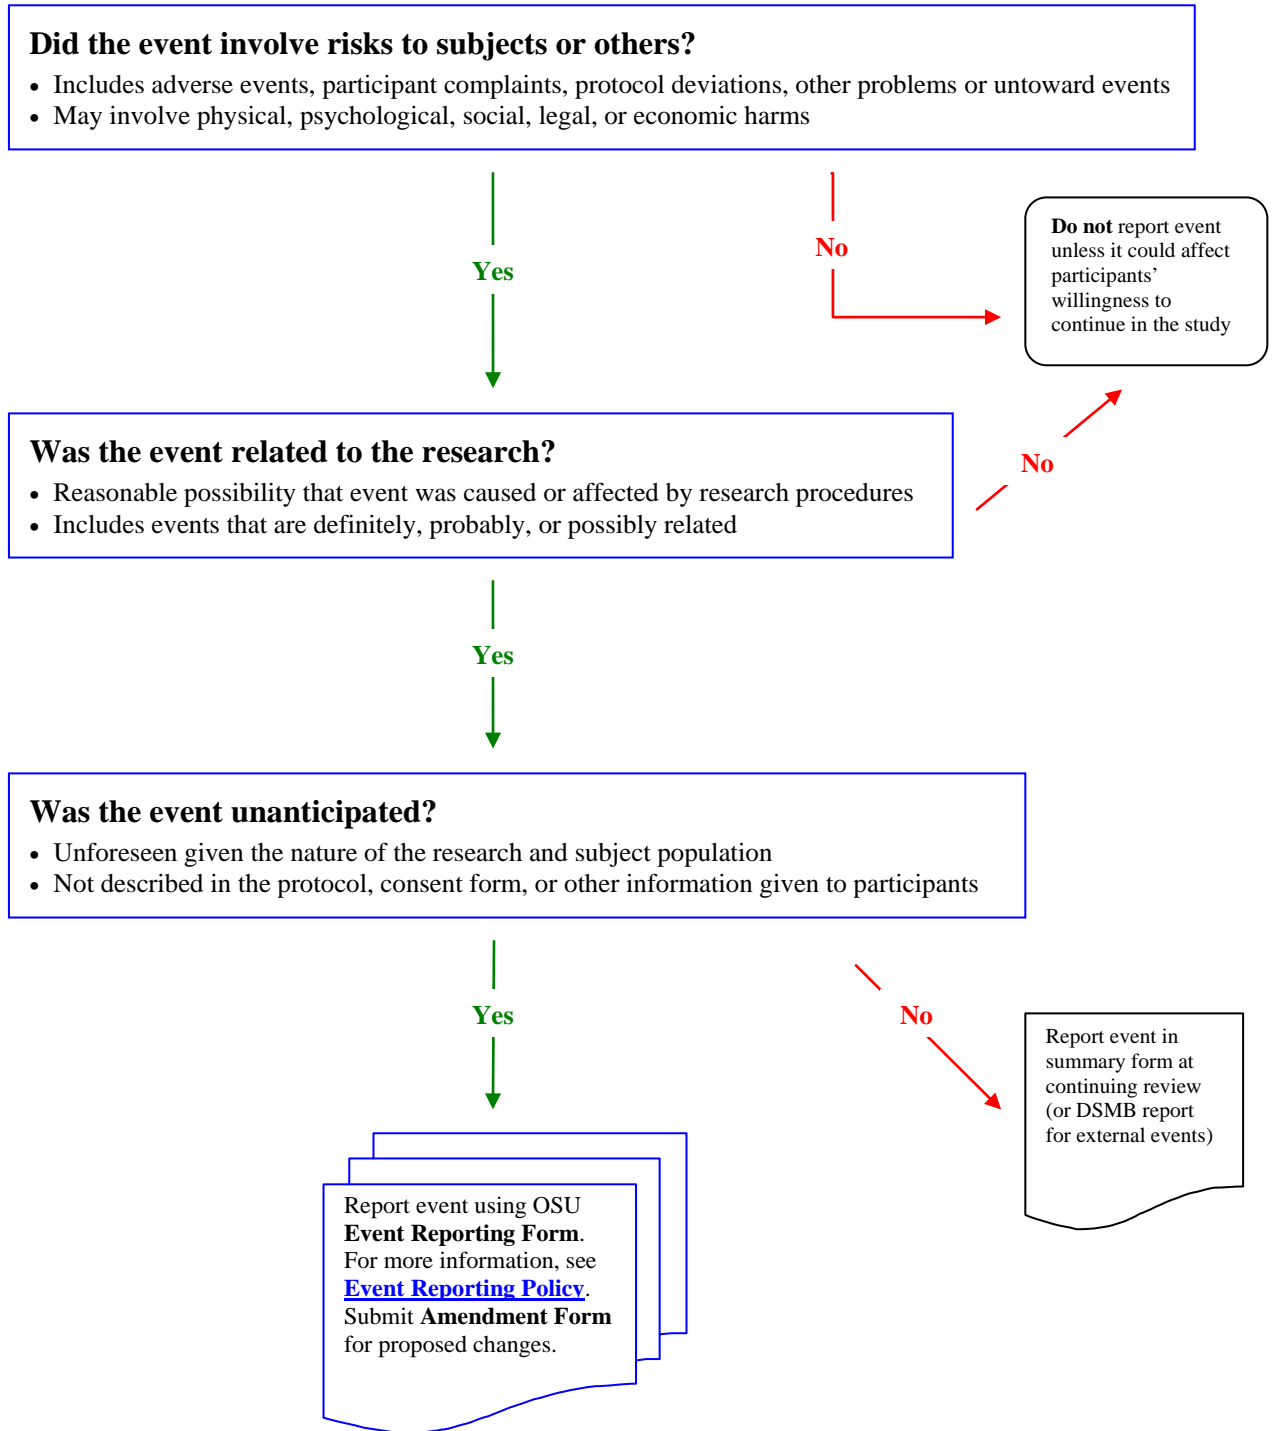 Did the event involve risks to subjects or others?
• Includes adverse events, participant complaints, protocol deviations, other problems or untoward events
• May involve physical, psychological, social, legal, or economic harms
Yes
No
Do not report event
unless it could affect
participants’
willingness to
continue in the study
Was the event related to the research?
• Reasonable possibility that event was caused or affected by research procedures
• Includes events that are definitely, probably, or possibly related
No
Yes
Was the event unanticipated?
• Unforeseen given the nature of the research and subject population
• Not described in the protocol, consent form, or other information given to participants
Yes
No
Report event in
summary form at
continuing review
(or DSMB report
for external events)
Report event using OSU
Event Reporting Form.
For more information, see
Event Reporting Policy.
Submit Amendment Form
for proposed changes.